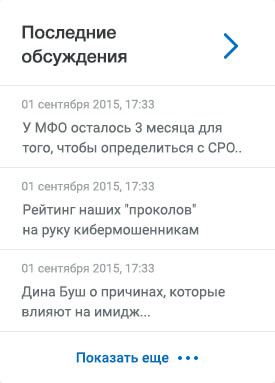 Последние
обсуждения
01 сентября 2015, 17:33
У МФО осталось 3 месяца для
того, чтобы определиться с СРО..
01 сентября 2015, 17:33
Рейтинг наших "проколов"
на руку кибермошенникам
01 сентября 2015, 17:33
Дина Буш о причинах, которые
влияют на имидж...
Показать еще •••